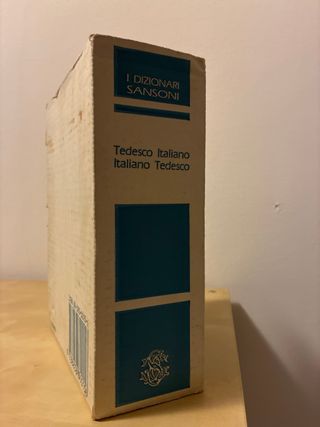 I DIZIONARI
SANSONI
Tedesco Italiano
Italiano Tedesco